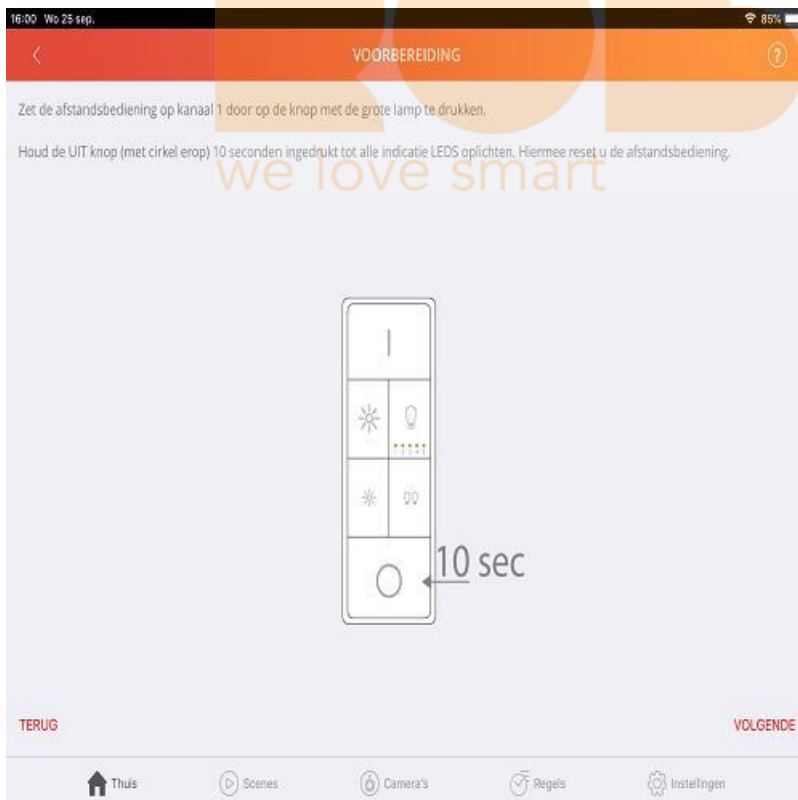 16:00 Wo 25 sep.
85%
VOORBEREIDING
?
Zet de afstandsbediening op kanaal 1 door op de knop met de grote lamp te drukken.
Houd de UIT knop (met cirkel erop) 10 seconden ingedrukt tot alle indicatie LEDS oplichten. Hiermee reset u de afstandsbediening.
we love smart
10 sec
TERUG
VOLGENDE
Thuis
Scenes
Camera's
Regels
Instellingen